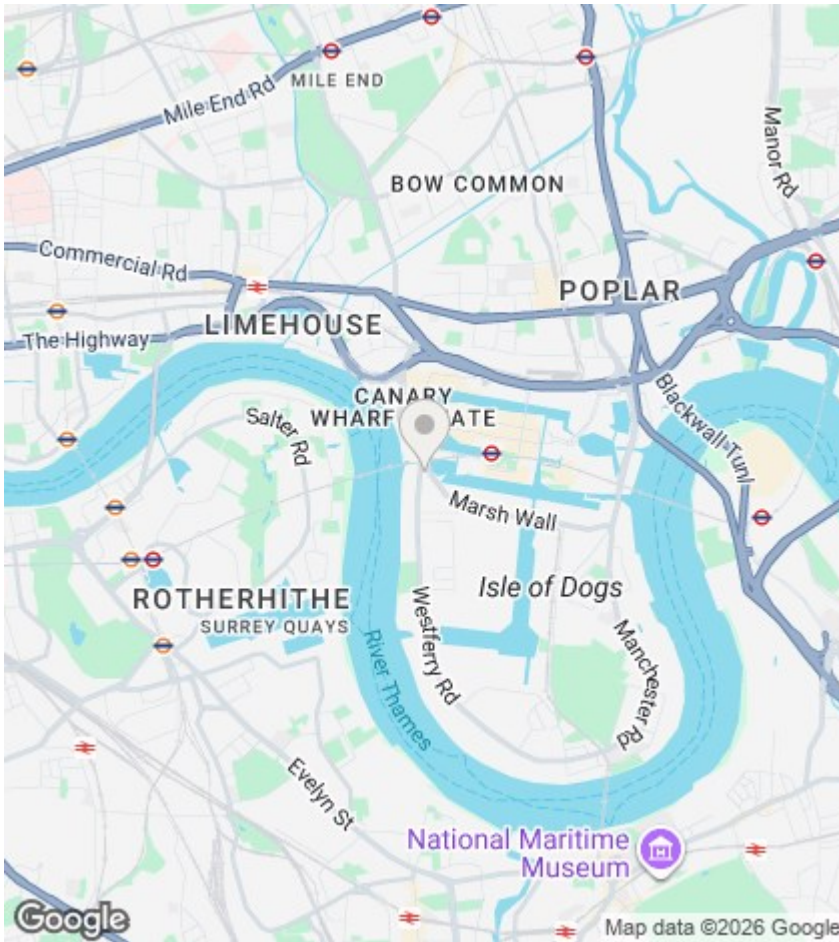 MILE END
Mile End Rd
Manor Rd
BOW COMMON
Commercial Rd
POPLAR
LIMEHOUSE
The Highway
CANARY
WHARF ATE
Blackwall Tunl
Salter Rd
Marsh Wall
Isle of Dogs
ROTHERHITHE
SURREY QUAYS
Westferry Rd
River Thames
Manchester Rd
Evelyn St
National Maritime
Museum
Google
Map data ©2026 Google